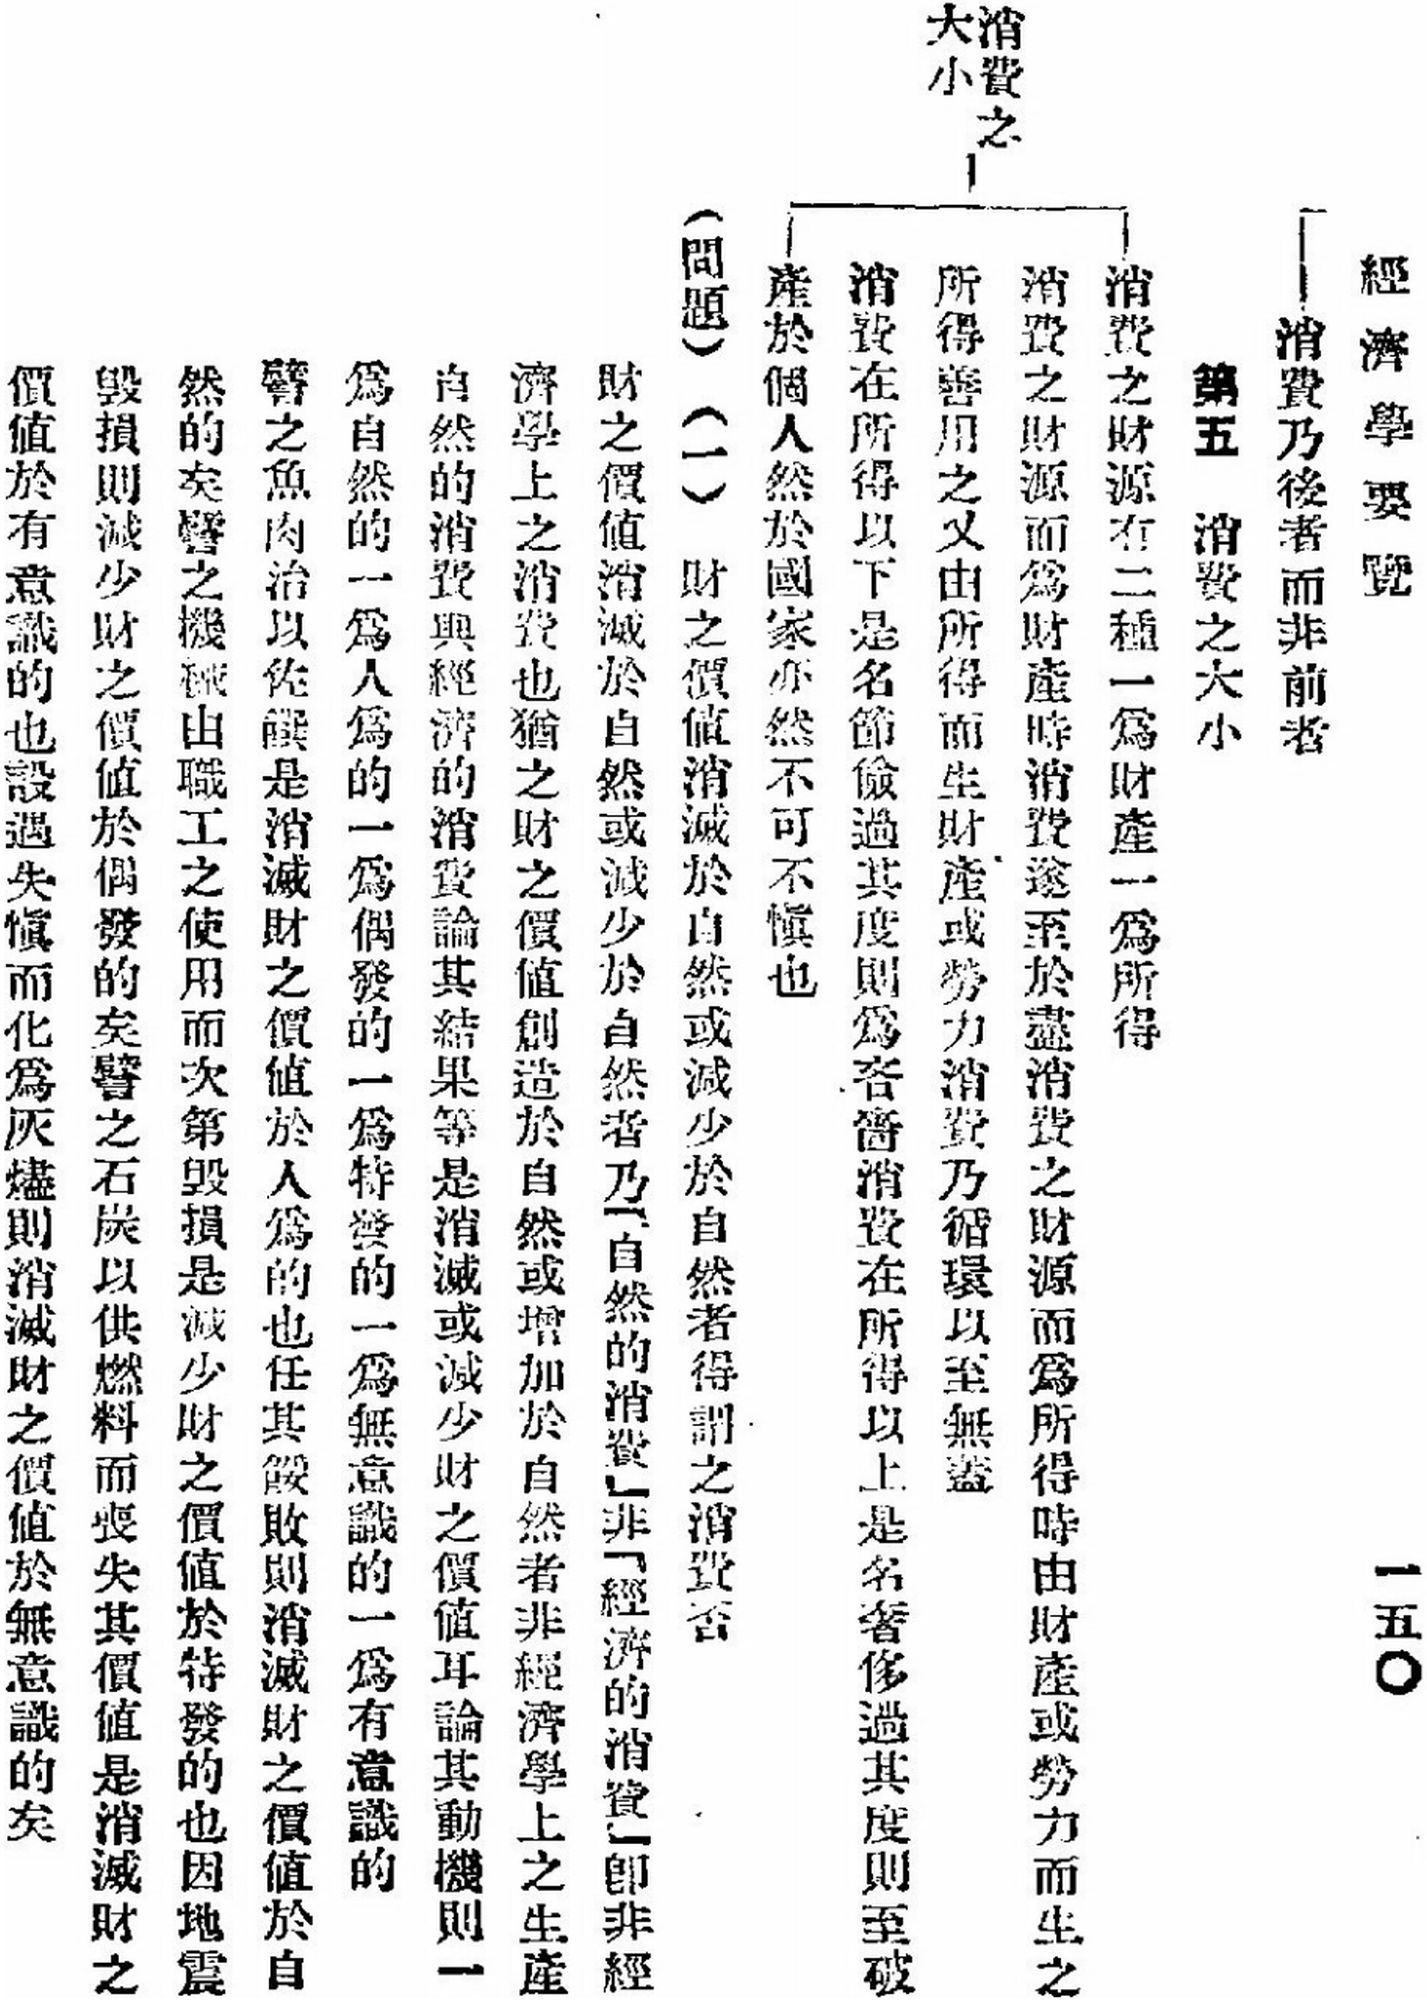 經濟學要覽
一五〇
消費乃後者而非前者
第五　消費之大小
消費之
大小
消費之財源有二種一爲財產一爲所得
消費之財源而爲財產時消費遂至於盡消費之財源而爲所得時由財產或勞力而生之
所得善用之又由所得而生財產或勞力消費乃循環以至無盡
消費在所得以下是名節儉過其度則爲吝嗇消費在所得以上是名奢侈過其度則至破
產於個人然於國家亦然不可不愼也
（問題）（一）　財之價値消滅於自然或減少於自然者得謂之消費否
財之價値消滅於自然或減少於自然者乃「自然的消費」非「經濟的消費」卽非經
濟學上之消費也猶之財之價値創造於自然或增加於自然者非經濟學上之生產
自然的消費與經濟的消費論其結果等是消滅或減少財之價値耳論其動機則一
爲自然的一爲人爲的一爲偶發的一爲特發的一爲無意識的一爲有意識的
譬之魚肉治以佐饌是消滅財之價値於人爲的也任其餒敗則消滅財之價値於自
然的矣譬之機械由職工之使用而次第毀損是減少財之價値於特發的也因地震
毀損則減少財之價値於偶發的矣譬之石炭以供燃料而喪失其價値是消滅財之
價値於有意識的也設遇失愼而化爲灰燼則消滅財之價値於無意識的矣